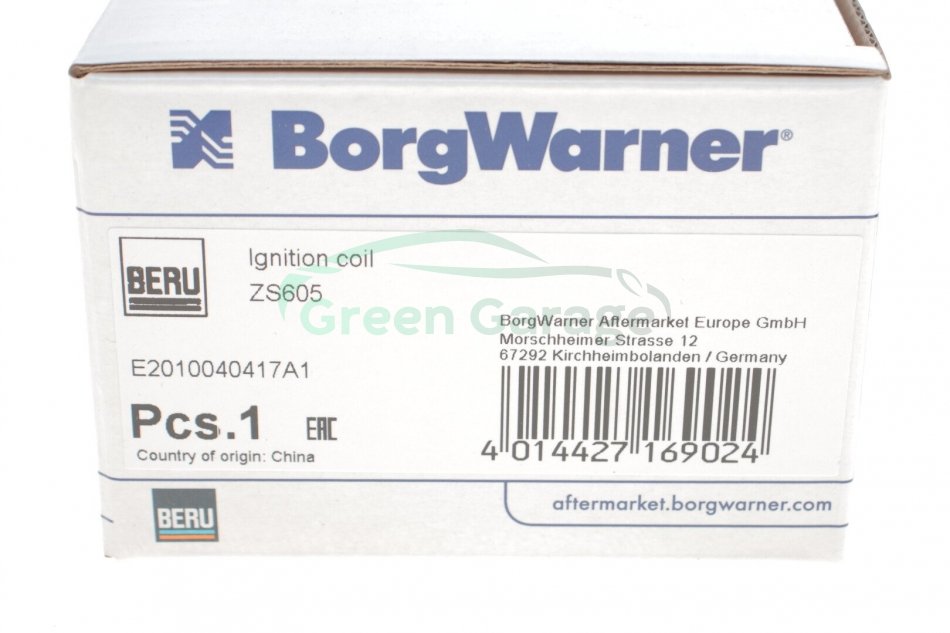 BorgWarner®
BERU
Ignition coil
ZS605
Green Garage
BorgWarner Aftermarket Europe GmbH
Morschheimer Strasse 12
67292 Kirchheimbolanden / Germany
E2010040417A1
Pcs.1 EAC
Country of origin: China
4 014427 169024
BERU
aftermarket.borgwarner.com